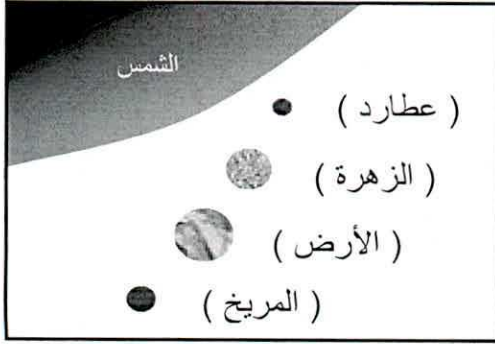 الشمس
( عطارد )
( الزهرة )
( الأرض )
( المريخ )